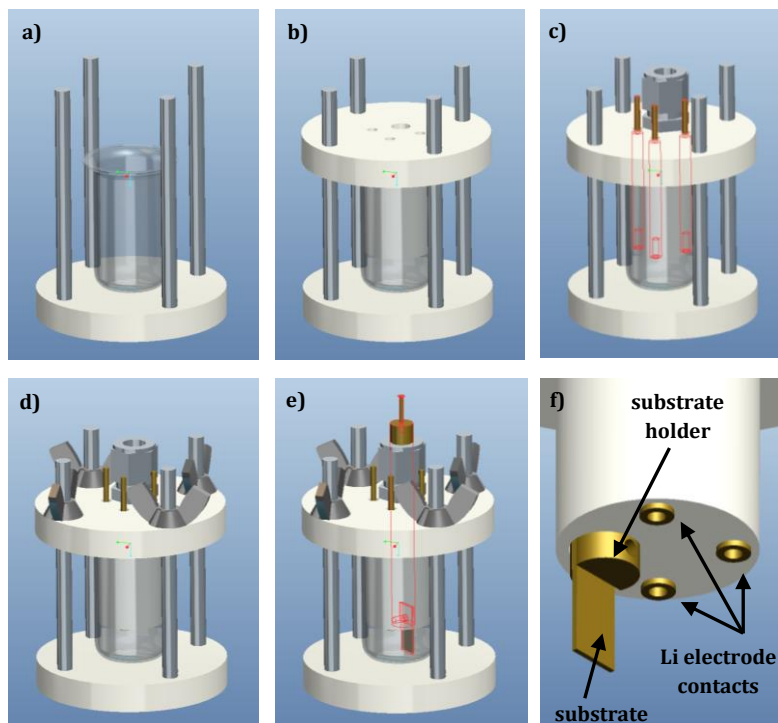 a)
b)
c)
d)
e)
f)
substrate
holder
Li electrode
contacts
substrate